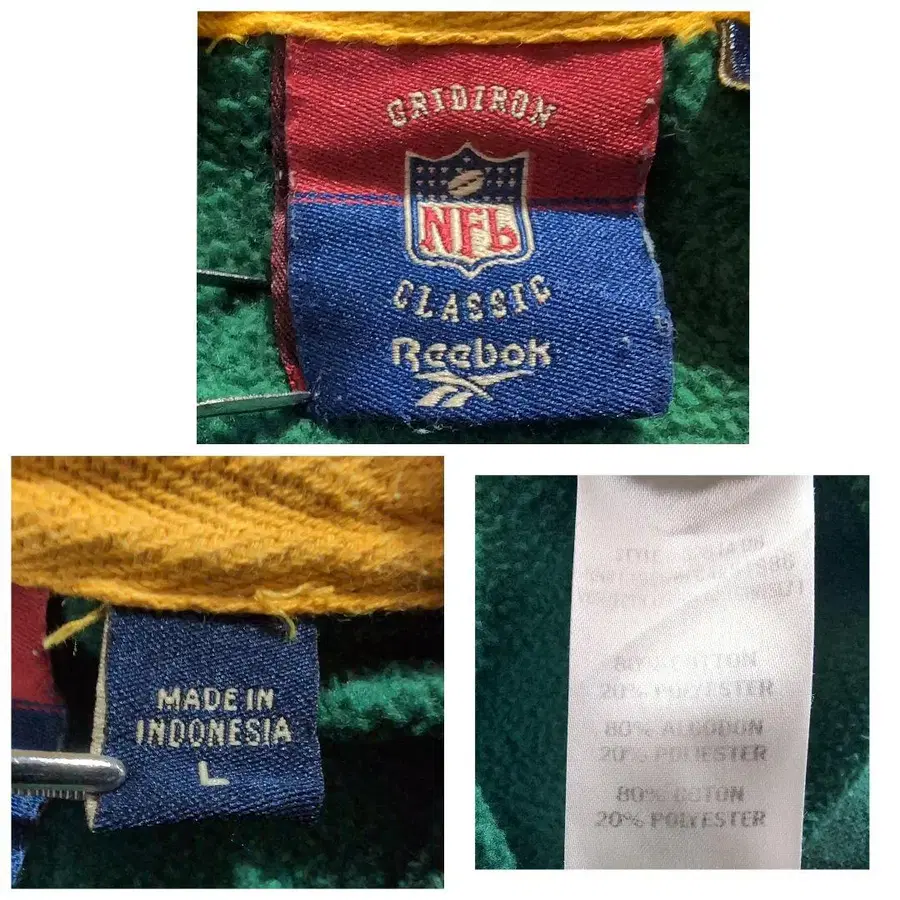 GRIDIRON
NFL
CLASSIC
Reebok
MADE IN
INDONESIA
L
STYLE
80% COTTON
20% POLYESTER
80% ALGODON
20% POLIESTER
80% COTON
20% POLYESTER